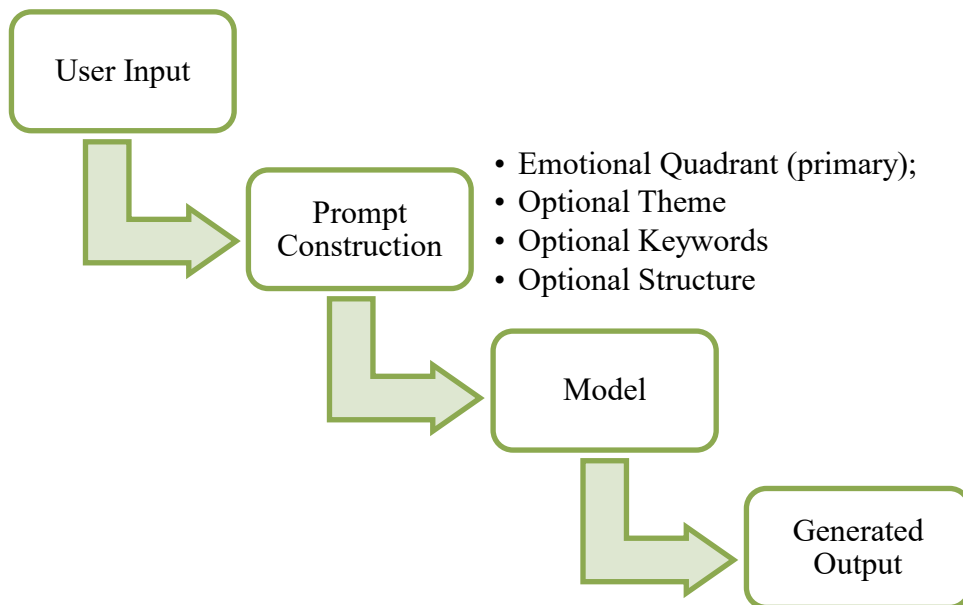 User Input
Prompt
Construction
• Emotional Quadrant (primary);
• Optional Theme
• Optional Keywords
• Optional Structure
Model
Generated
Output